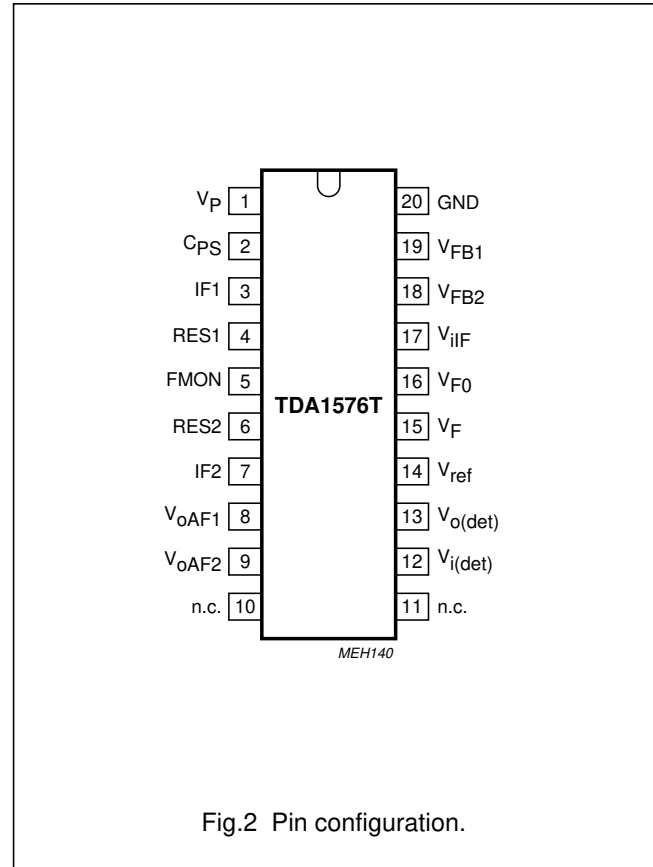 V_P 1 20 GND
C_PS 2 19 V_FB1
IF1 3 18 V_FB2
RES1 4 17 V_iIF
FMON 5 16 V_F0
TDA1576T
RES2 6 15 V_F
IF2 7 14 V_ref
V_oAF1 8 13 V_o(det)
V_oAF2 9 12 V_i(det)
n.c. 10 11 n.c.
MEH140
Fig.2 Pin configuration.